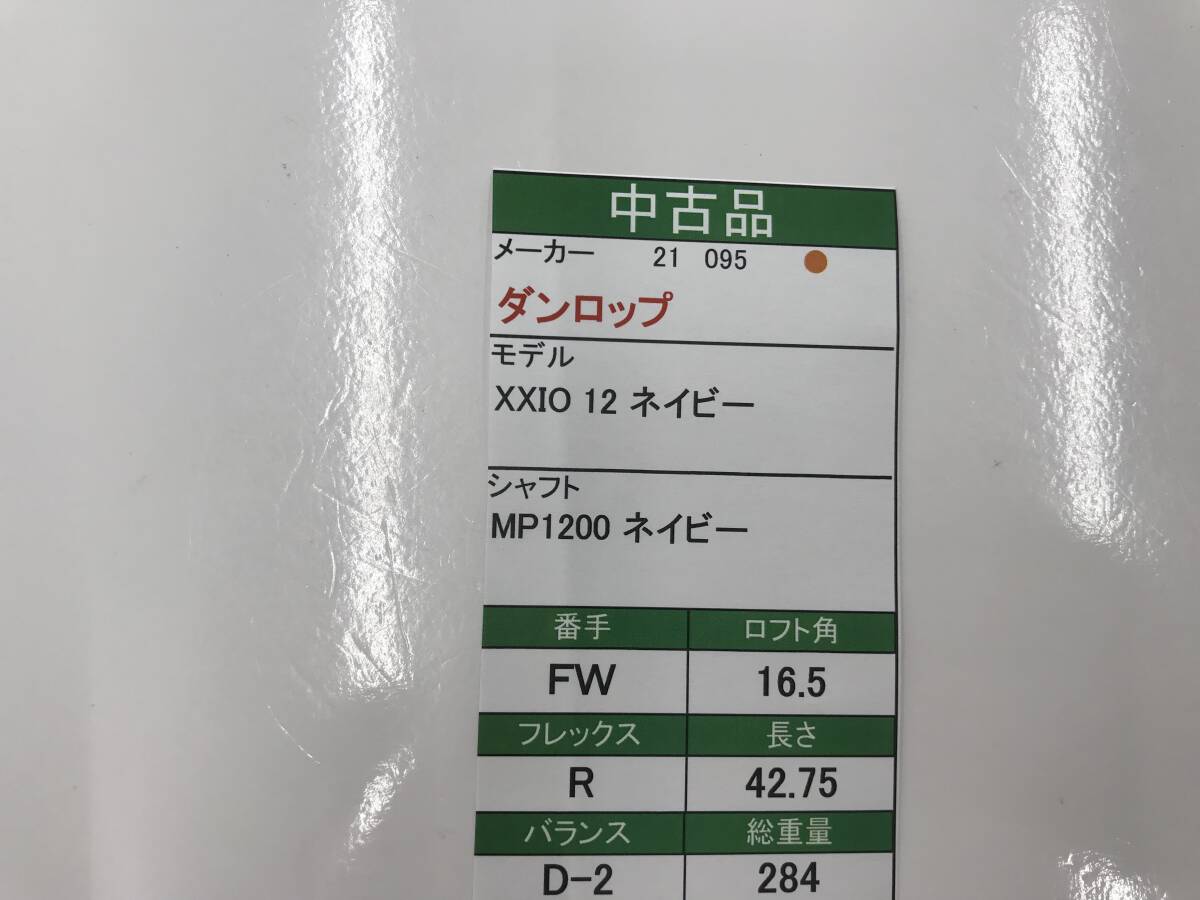 中古品
メーカー 21 095
ダンロップ
モデル
XXIO 12 ネイビー
シャフト
MP1200 ネイビー
番手 ロフト角
FW 16.5
フレックス 長さ
R 42.75
バランス 総重量
D-2 284